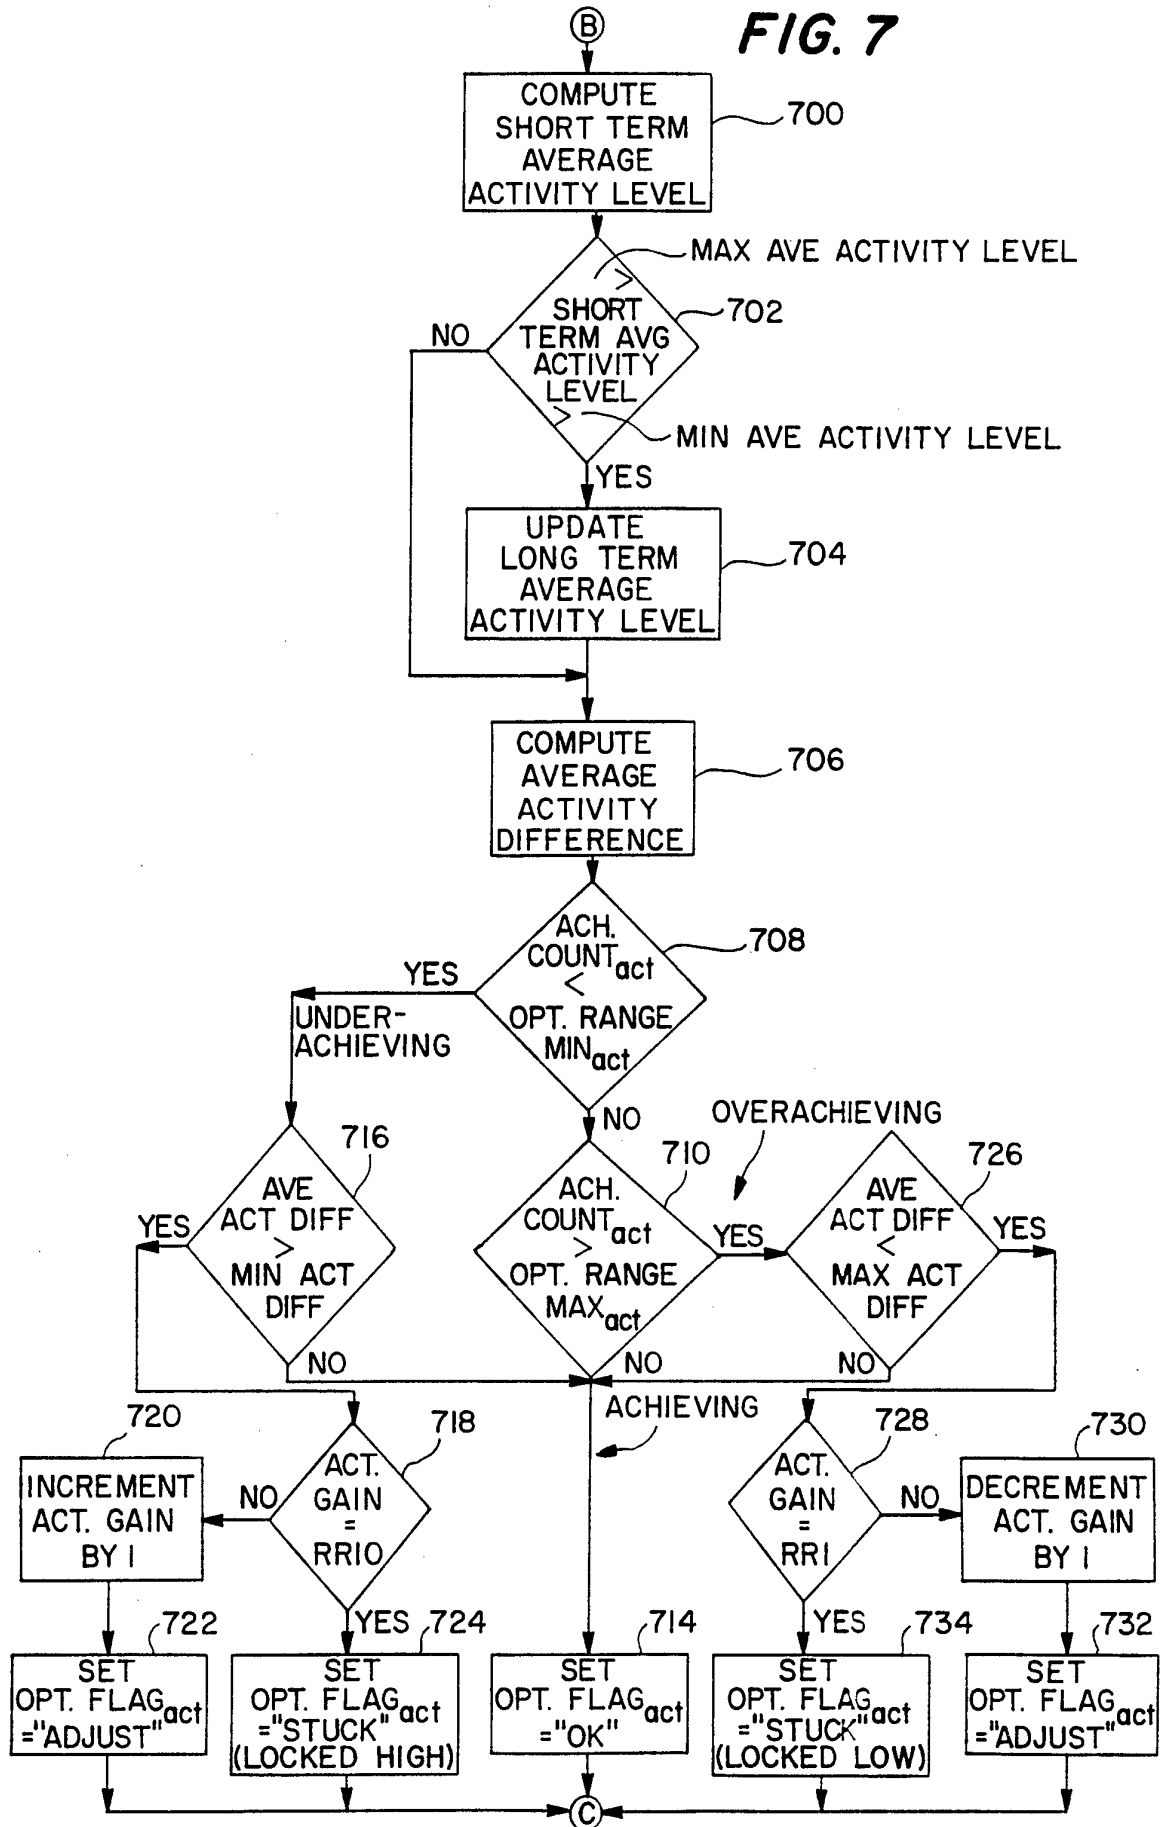 B
FIG. 7
COMPUTE
SHORT TERM
AVERAGE
ACTIVITY LEVEL
700
MAX AVE ACTIVITY LEVEL
>
SHORT
TERM AVG
ACTIVITY
LEVEL
>
702
NO
MIN AVE ACTIVITY LEVEL
YES
UPDATE
LONG TERM
AVERAGE
ACTIVITY LEVEL
704
COMPUTE
AVERAGE
ACTIVITY
DIFFERENCE
706
ACH.
COUNTact
<
OPT. RANGE
MINact
708
YES
UNDER-
ACHIEVING
NO
OVERACHIEVING
716
AVE
ACT DIFF
>
MIN ACT
DIFF
YES
NO
710
ACH.
COUNTact
>
OPT. RANGE
MAXact
YES
NO
726
AVE
ACT DIFF
<
MAX ACT
DIFF
YES
NO
ACHIEVING
720
INCREMENT
ACT. GAIN
BY 1
718
ACT.
GAIN
=
RR10
NO
YES
728
ACT.
GAIN
=
RR1
NO
YES
730
DECREMENT
ACT. GAIN
BY 1
722
SET
OPT. FLAGact
="ADJUST"
724
SET
OPT. FLAGact
="STUCK"
(LOCKED HIGH)
714
SET
OPT. FLAGact
="OK"
734
SET
OPT. FLAGact
="STUCK"
(LOCKED LOW)
732
SET
OPT. FLAGact
="ADJUST"
C